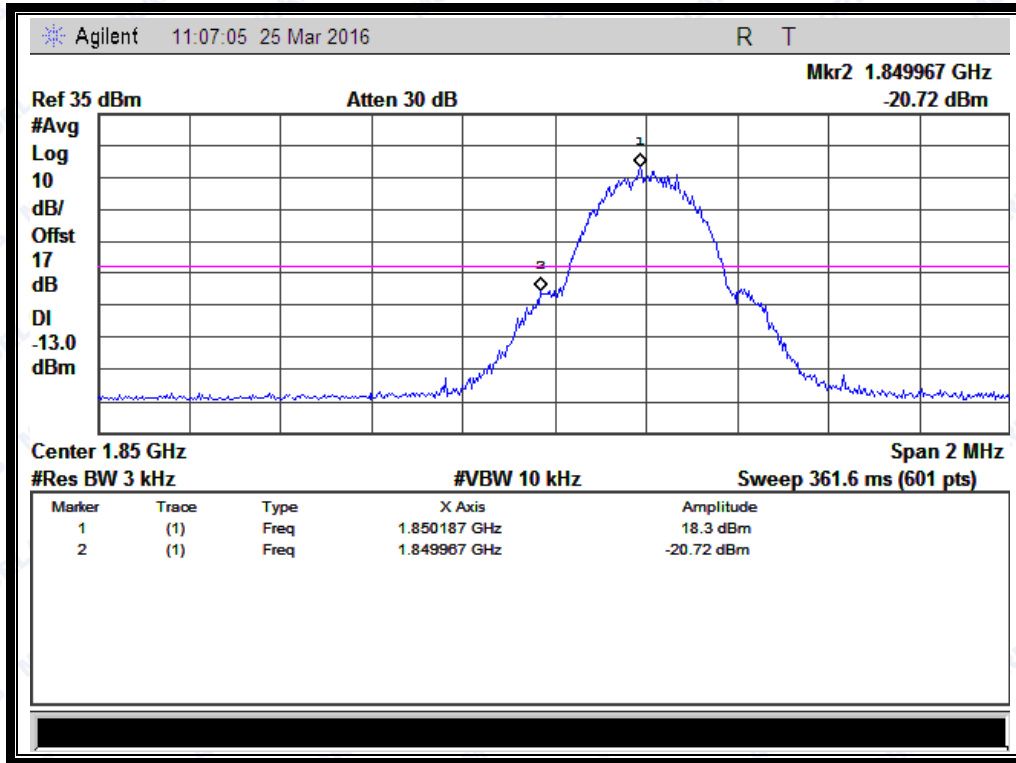 Agilent 11:07:05 25 Mar 2016 R T
Mkr2 1.849967 GHz
Ref 35 dBm Atten 30 dB -20.72 dBm
#Avg
Log
10
dB/
Offst
17
dB
DI
-13.0
dBm
1
2
Center 1.85 GHz Span 2 MHz
#Res BW 3 kHz #VBW 10 kHz Sweep 361.6 ms (601 pts)
Marker Trace Type X Axis Amplitude
1 (1) Freq 1.850187 GHz 18.3 dBm
2 (1) Freq 1.849967 GHz -20.72 dBm